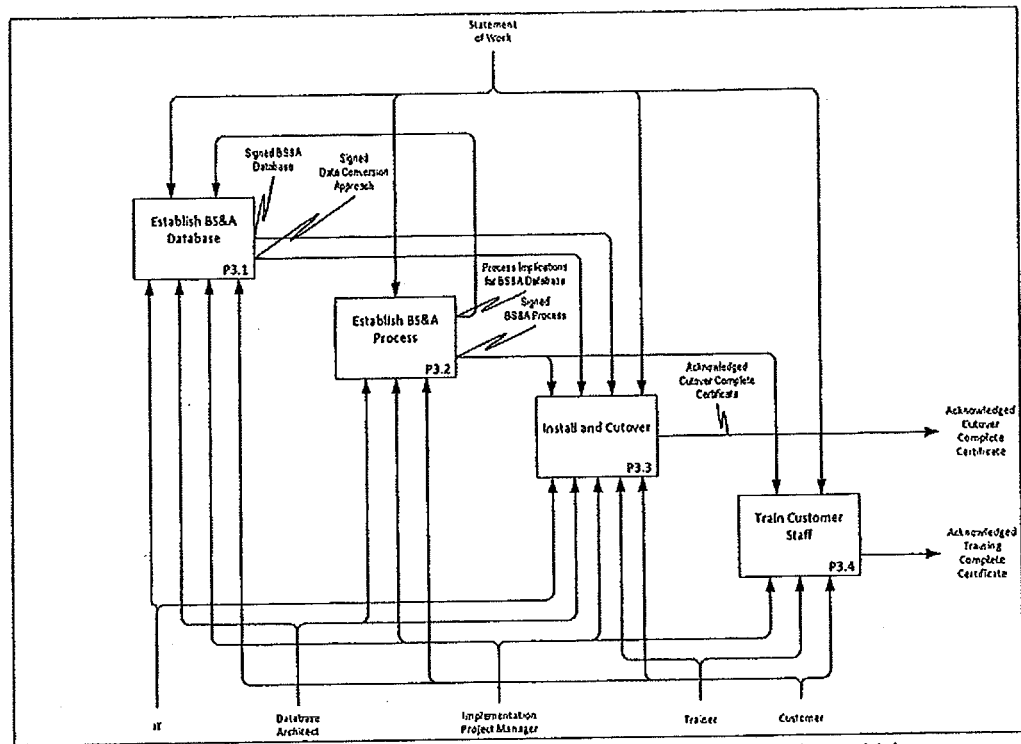 Statement
of Work
Signed BS&A
Database
Signed
Data Conversion
Approach
Establish BS&A
Database
P3.1
Process Implications
for BS&A Database
Signed
BS&A Process
Establish BS&A
Process
P3.2
Acknowledged
Cutover Complete
Certificate
Install and Cutover
P3.3
Acknowledged
Cutover
Complete
Certificate
Train Customer
Staff
P3.4
Acknowledged
Training
Complete
Certificate
IT
Database
Architect
Implementation
Project Manager
Trainer
Customer